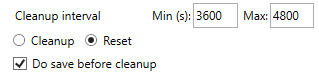 Cleanup interval Min (s): 3600 Max: 4800
Cleanup Reset
Do save before cleanup